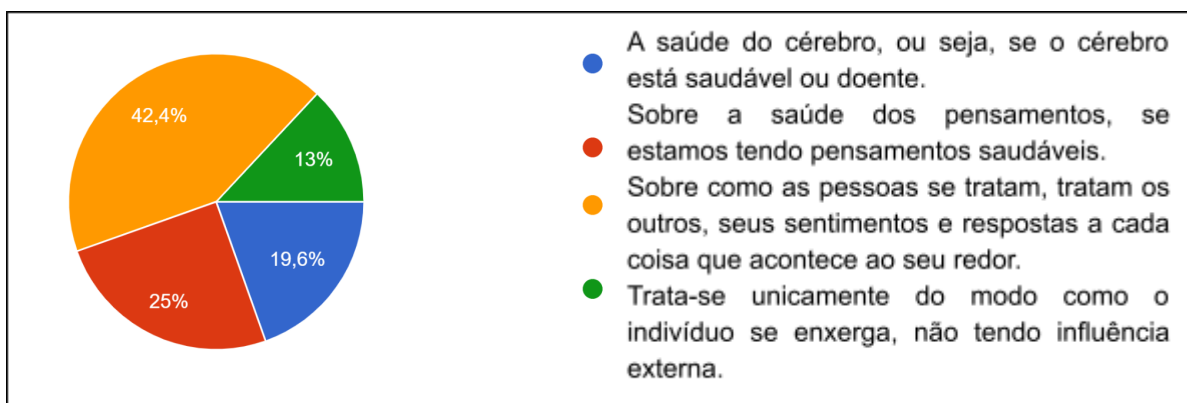 42,4%
13%
19,6%
25%
A saúde do cérebro, ou seja, se o cérebro
está saudável ou doente.
Sobre a saúde dos pensamentos, se
estamos tendo pensamentos saudáveis.
Sobre como as pessoas se tratam, tratam os
outros, seus sentimentos e respostas a cada
coisa que acontece ao seu redor.
Trata-se unicamente do modo como o
indivíduo se enxerga, não tendo influência
externa.